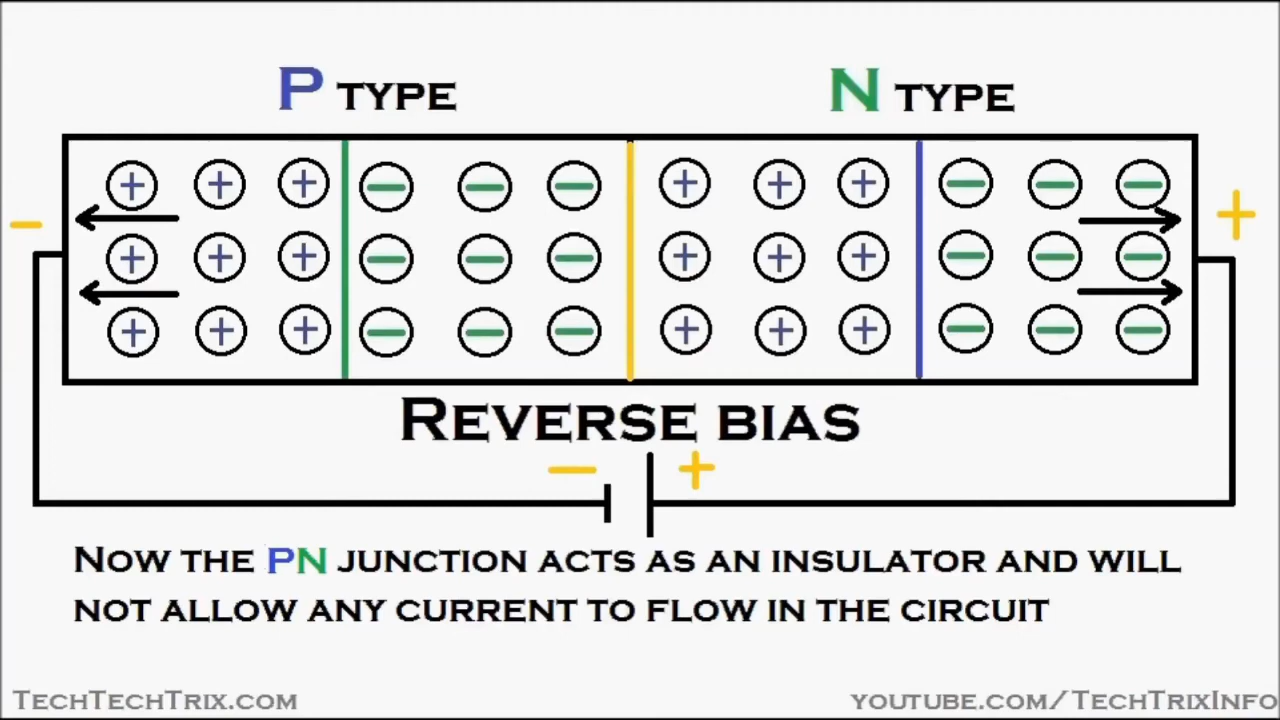 P TYPE
N TYPE
REVERSE BIAS
NOW THE PN JUNCTION ACTS AS AN INSULATOR AND WILL
NOT ALLOW ANY CURRENT TO FLOW IN THE CIRCUIT
TECHTECHTRIX.COM
YOUTUBE.COM/TECHTRIXINFO